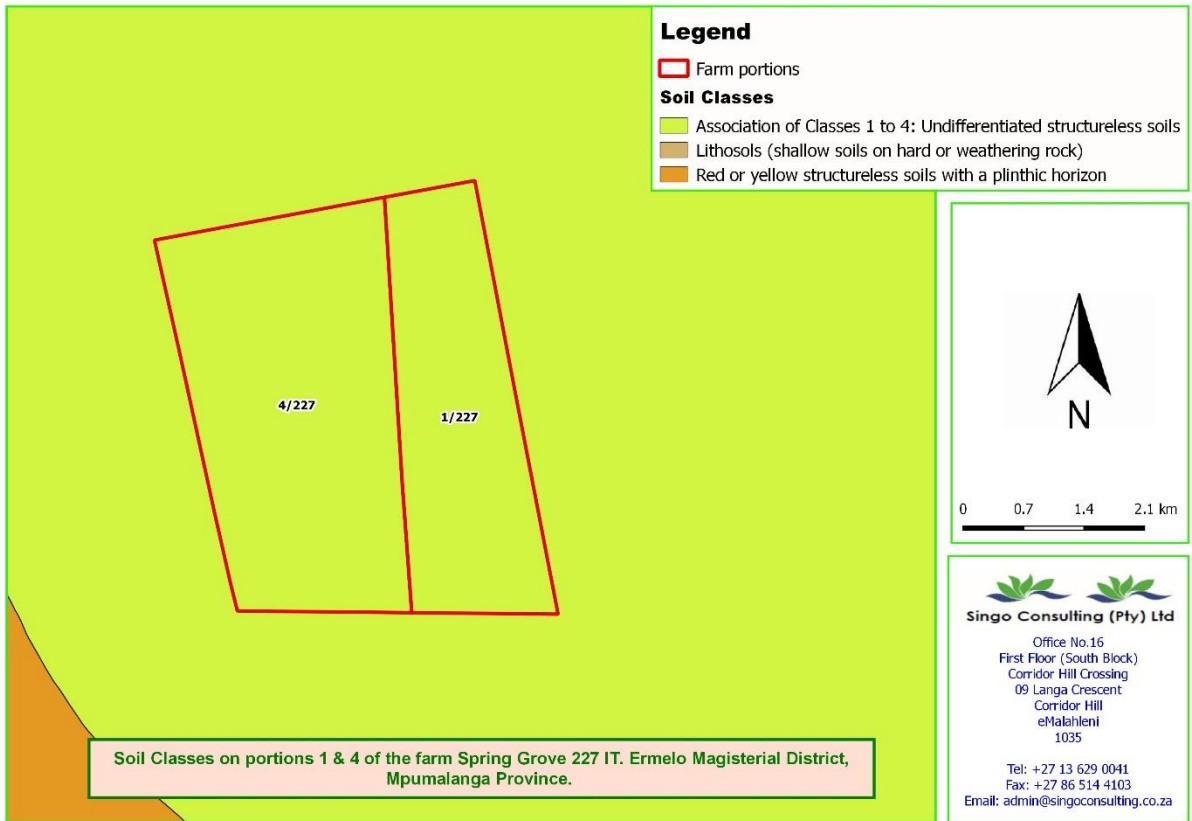 Legend
Farm portions
Soil Classes
Association of Classes 1 to 4: Undifferentiated structureless soils
Lithosols (shallow soils on hard or weathering rock)
Red or yellow structureless soils with a plinthic horizon
4/227
1/227
N
0 0.7 1.4 2.1 km
Singo Consulting (Pty) Ltd
Office No.16
First Floor (South Block)
Corridor Hill Crossing
09 Langa Crescent
Corridor Hill
eMalahleni
1035
Tel: +27 13 629 0041
Fax: +27 86 514 4103
Email: admin@singoconsulting.co.za
Soil Classes on portions 1 & 4 of the farm Spring Grove 227 IT. Ermelo Magisterial District,
Mpumalanga Province.